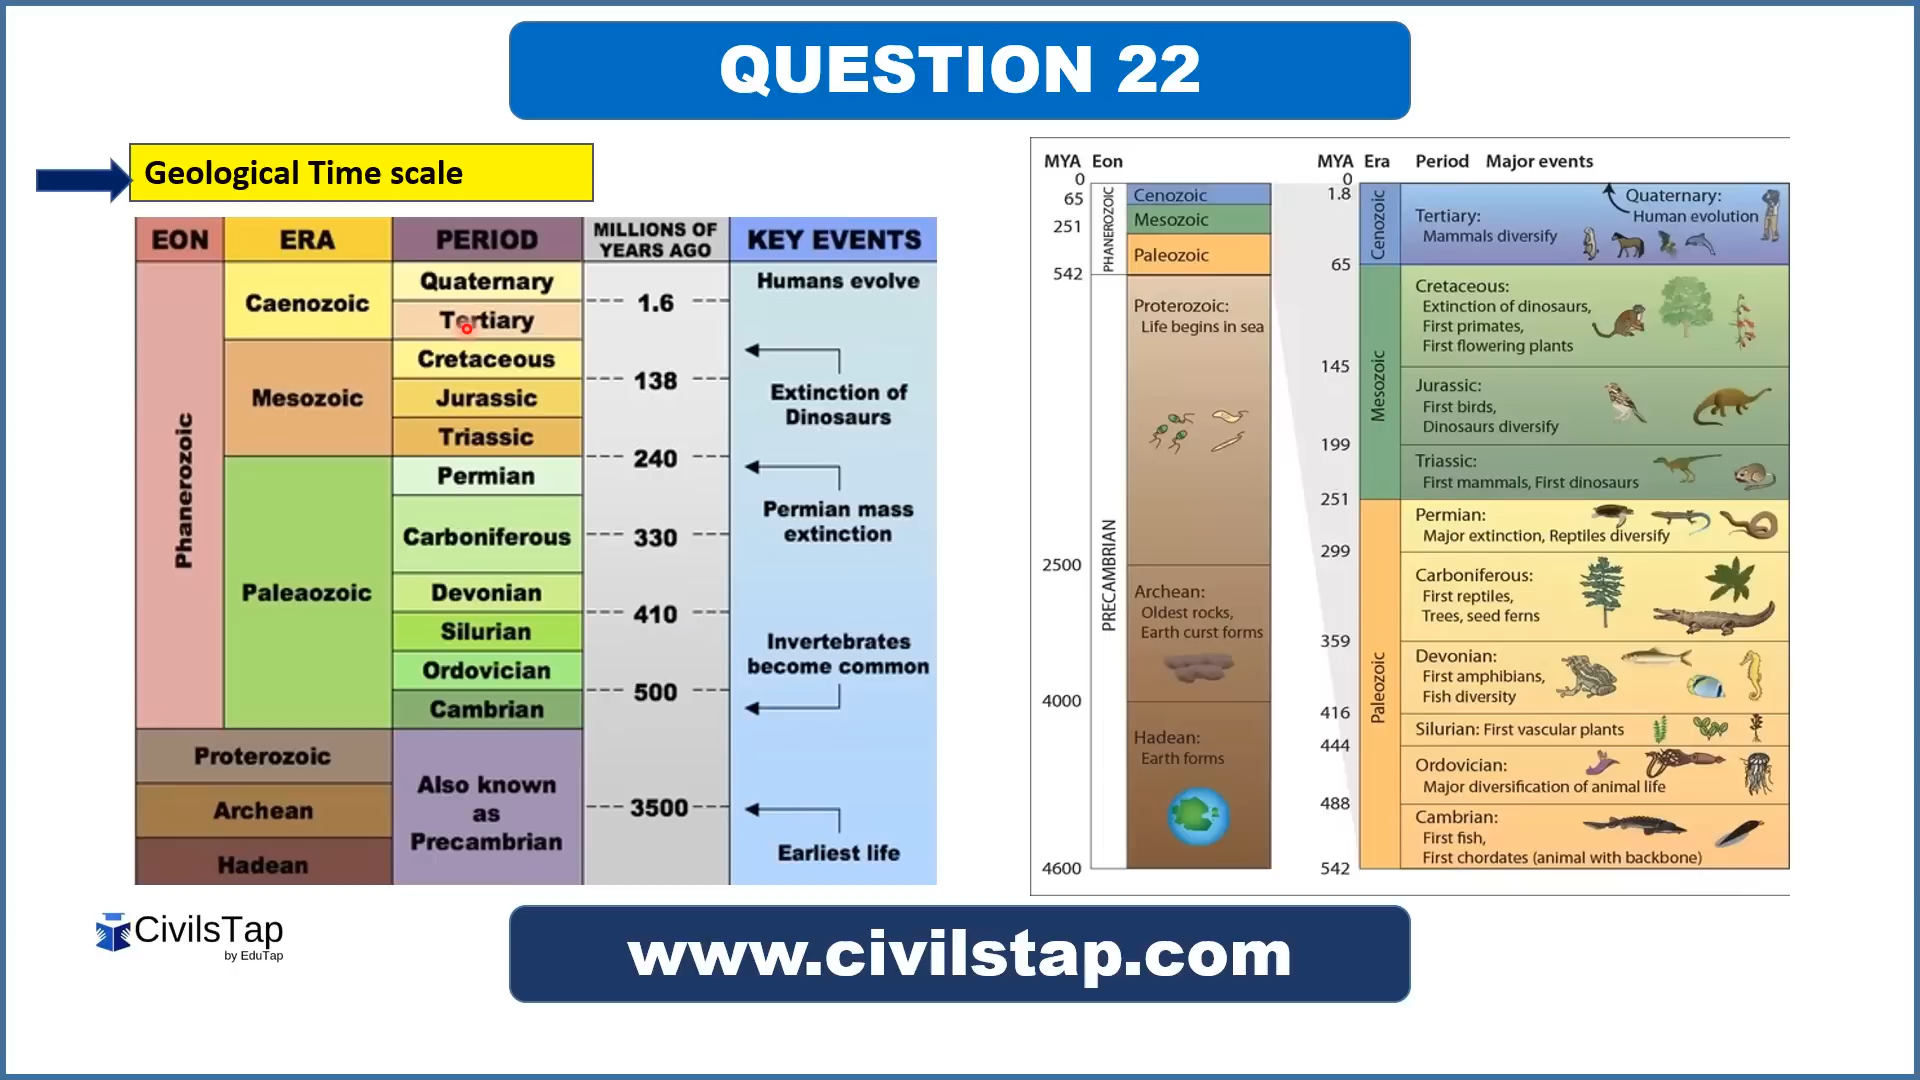 QUESTION 22
Geological Time scale
EON
ERA
PERIOD
MILLIONS OF
YEARS AGO
KEY EVENTS
Phanerozoic
Caenozoic
Quaternary
Tertiary
1.6
Humans evolve
Mesozoic
Cretaceous
Jurassic
Triassic
138
Extinction of
Dinosaurs
240
Paleaozoic
Permian
Carboniferous
Devonian
Silurian
Ordovician
Cambrian
Permian mass
extinction
330
410
500
Invertebrates
become common
Proterozoic
Archean
Hadean
Also known
as
Precambrian
3500
Earliest life
MYA Eon
0
65
251
542
2500
4000
4600
PHANEROZOIC
Cenozoic
Mesozoic
Paleozoic
PRECAMBRIAN
Proterozoic:
Life begins in sea
Archean:
Oldest rocks,
Earth curst forms
Hadean:
Earth forms
MYA Era Period Major events
0
1.8
65
145
199
251
299
359
416
444
488
542
Cenozoic
Quaternary:
Human evolution
Tertiary:
Mammals diversify
Mesozoic
Cretaceous:
Extinction of dinosaurs,
First primates,
First flowering plants
Jurassic:
First birds,
Dinosaurs diversify
Triassic:
First mammals, First dinosaurs
Paleozoic
Permian:
Major extinction, Reptiles diversify
Carboniferous:
First reptiles,
Trees, seed ferns
Devonian:
First amphibians,
Fish diversity
Silurian: First vascular plants
Ordovician:
Major diversification of animal life
Cambrian:
First fish,
First chordates (animal with backbone)
CivilsTap
by EduTap
www.civilstap.com